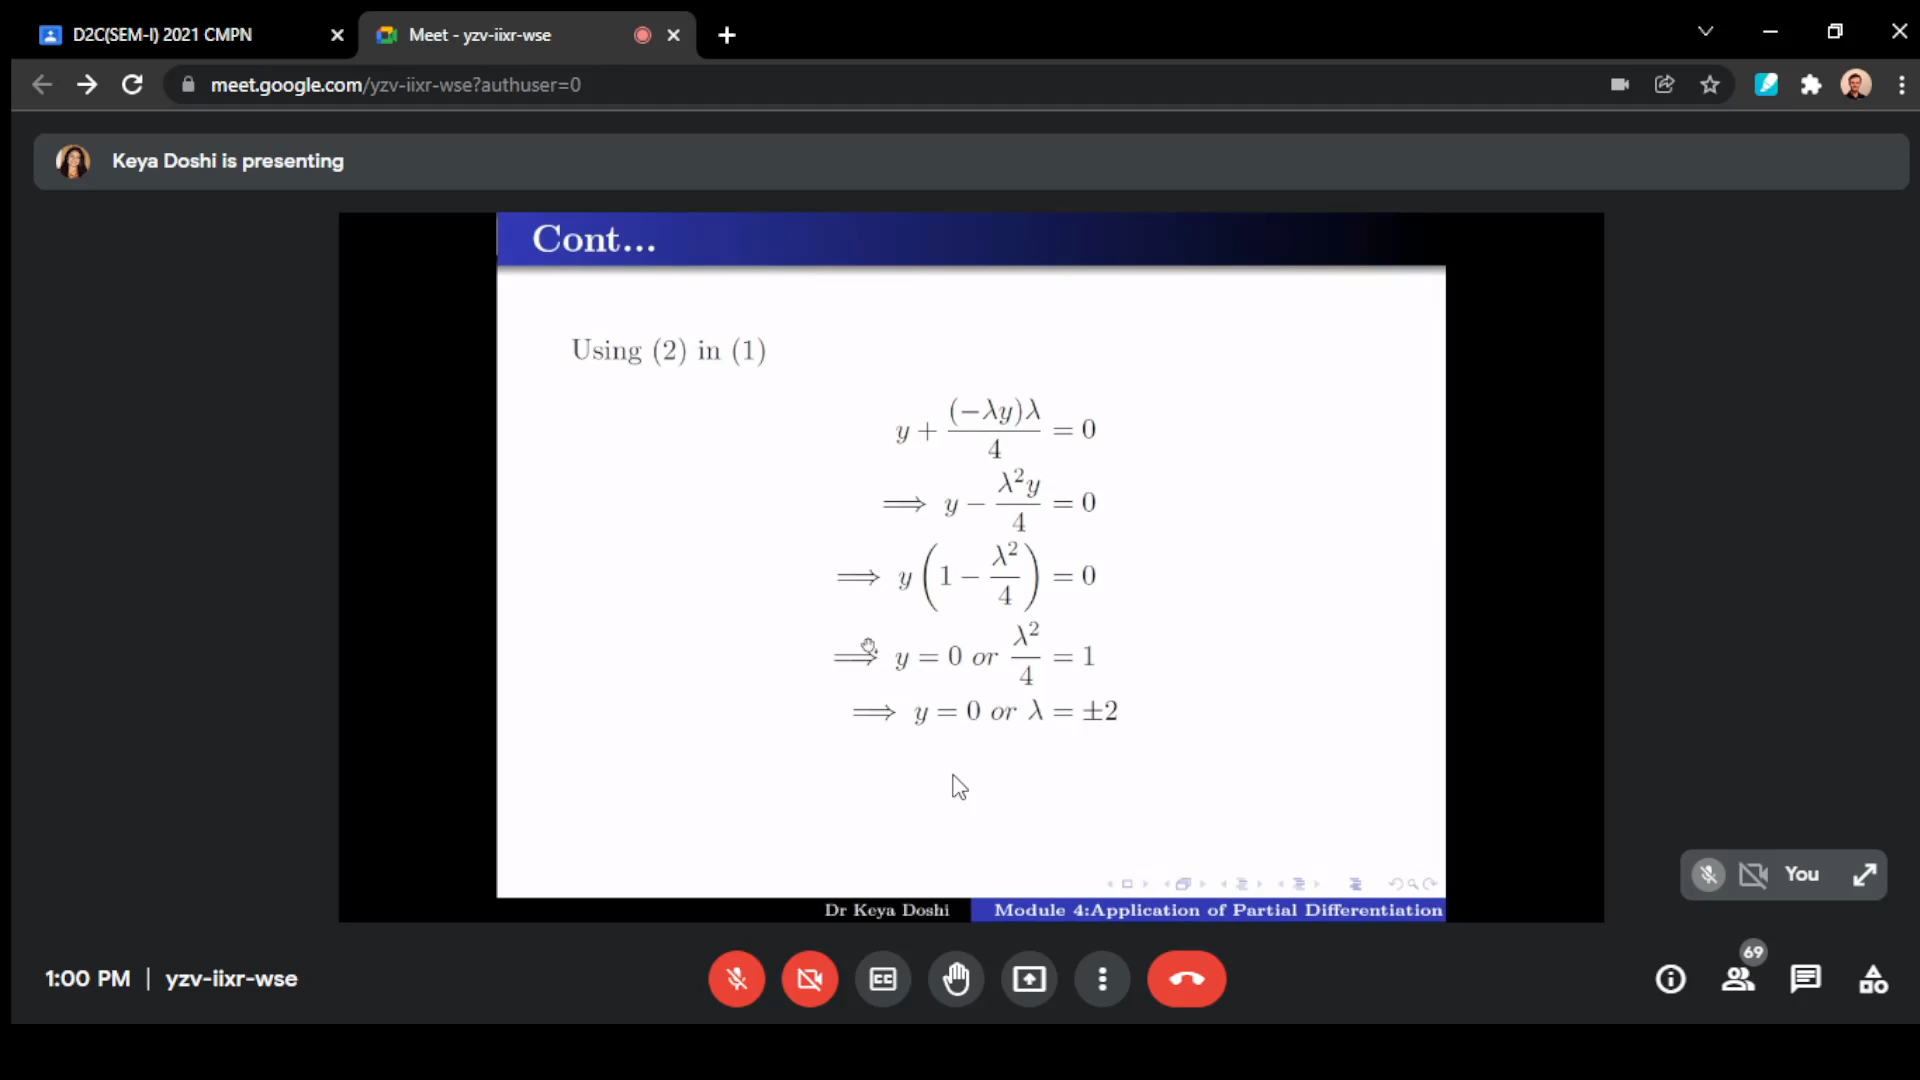 D2C(SEM-I) 2021 CMPN
Meet - yzv-iixr-wse
meet.google.com/yzv-iixr-wse?authuser=0
Keya Doshi is presenting
Cont...
Using (2) in (1)
y + (−λy)λ/4 = 0
⟹ y − λ²y/4 = 0
⟹ y(1 − λ²/4) = 0
⟹ y = 0 or λ²/4 = 1
⟹ y = 0 or λ = ±2
You
Dr Keya Doshi Module 4:Application of Partial Differentiation
1:00 PM | yzv-iixr-wse
CC
69